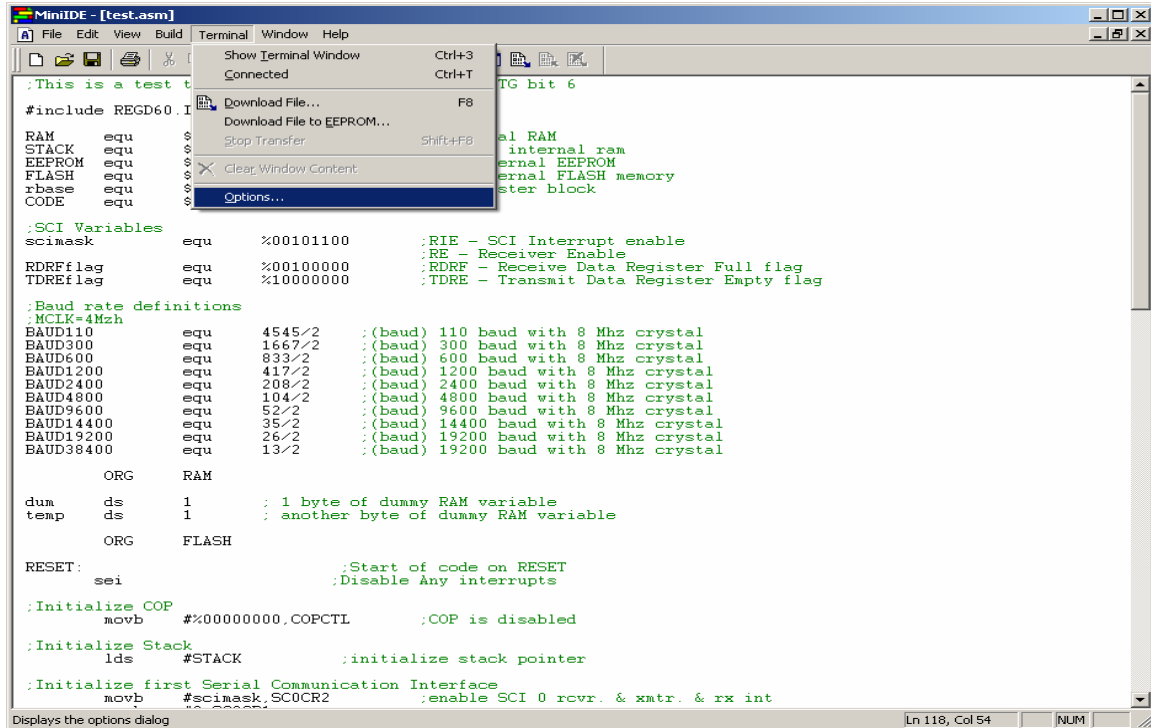 MiniIDE - [test.asm]
File Edit View Build Terminal Window Help
Show Terminal Window Ctrl+3
Connected Ctrl+T
Download File... F8
Download File to EEPROM...
Stop Transfer Shift+F8
Clear Window Content
Options...
;This is a test t TG bit 6
#include REGD60.I
RAM equ $ al RAM
STACK equ $ internal ram
EEPROM equ $ ernal EEPROM
FLASH equ $ ernal FLASH memory
rbase equ $ ster block
CODE equ $
;SCI Variables
scimask equ %00101100 ;RIE - SCI Interrupt enable
;RE - Receiver Enable
RDRFflag equ %00100000 ;RDRF - Receive Data Register Full flag
TDREflag equ %10000000 ;TDRE - Transmit Data Register Empty flag
;Baud rate definitions
;MCLK=4Mzh
BAUD110 equ 4545/2 ;(baud) 110 baud with 8 Mhz crystal
BAUD300 equ 1667/2 ;(baud) 300 baud with 8 Mhz crystal
BAUD600 equ 833/2 ;(baud) 600 baud with 8 Mhz crystal
BAUD1200 equ 417/2 ;(baud) 1200 baud with 8 Mhz crystal
BAUD2400 equ 208/2 ;(baud) 2400 baud with 8 Mhz crystal
BAUD4800 equ 104/2 ;(baud) 4800 baud with 8 Mhz crystal
BAUD9600 equ 52/2 ;(baud) 9600 baud with 8 Mhz crystal
BAUD14400 equ 35/2 ;(baud) 14400 baud with 8 Mhz crystal
BAUD19200 equ 26/2 ;(baud) 19200 baud with 8 Mhz crystal
BAUD38400 equ 13/2 ;(baud) 19200 baud with 8 Mhz crystal
ORG RAM
dum ds 1 ; 1 byte of dummy RAM variable
temp ds 1 ; another byte of dummy RAM variable
ORG FLASH
RESET: ;Start of code on RESET
sei ;Disable Any interrupts
;Initialize COP
movb #%00000000,COPCTL ;COP is disabled
;Initialize Stack
lds #STACK ;initialize stack pointer
;Initialize first Serial Communication Interface
movb #scimask,SC0CR2 ;enable SCI 0 rcvr. & xmtr. & rx int
Displays the options dialog Ln 118, Col 54 NUM